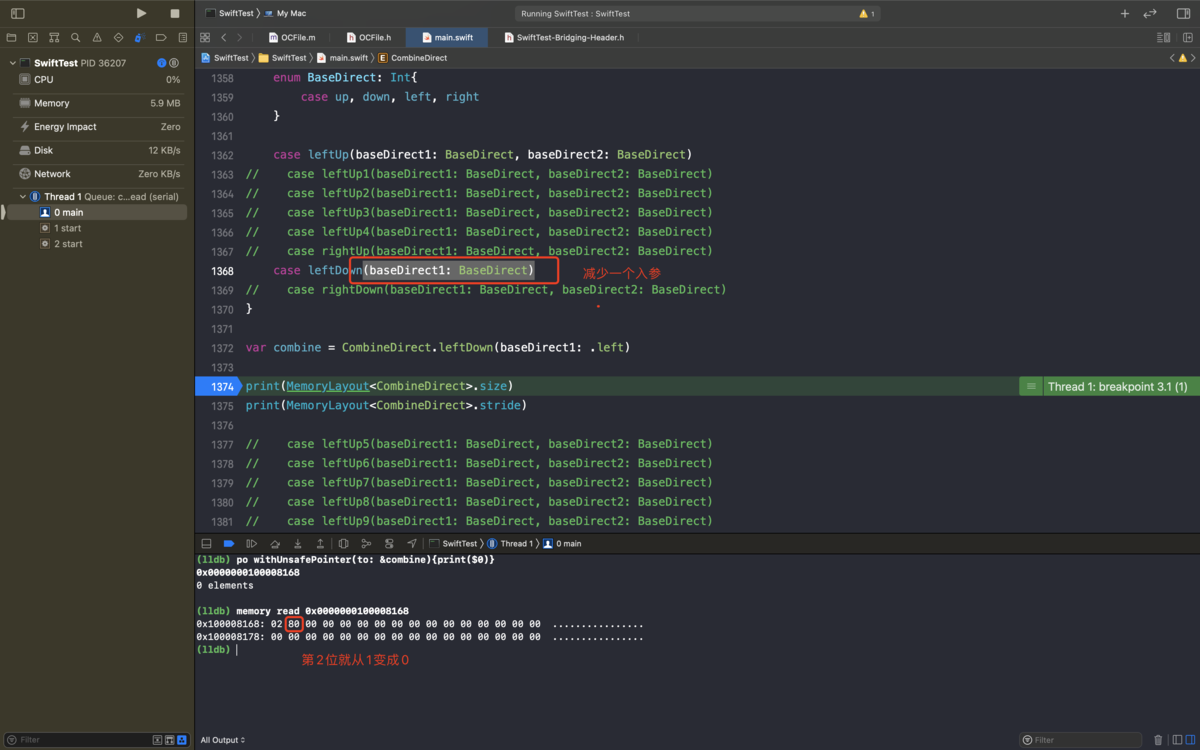 SwiftTest 〉 My Mac
Running SwiftTest : SwiftTest
1
OCFile.m
OCFile.h
main.swift
SwiftTest-Bridging-Header.h
SwiftTest 〉 SwiftTest 〉 main.swift 〉 E CombineDirect
SwiftTest PID 36207
CPU 0%
Memory 5.9 MB
Energy Impact Zero
Disk 12 KB/s
Network Zero KB/s
Thread 1 Queue: c...ead (serial)
0 main
1 start
2 start
1358 enum BaseDirect: Int{
1359 case up, down, left, right
1360 }
1361
1362 case leftUp(baseDirect1: BaseDirect, baseDirect2: BaseDirect)
1363 // case leftUp1(baseDirect1: BaseDirect, baseDirect2: BaseDirect)
1364 // case leftUp2(baseDirect1: BaseDirect, baseDirect2: BaseDirect)
1365 // case leftUp3(baseDirect1: BaseDirect, baseDirect2: BaseDirect)
1366 // case leftUp4(baseDirect1: BaseDirect, baseDirect2: BaseDirect)
1367 // case rightUp(baseDirect1: BaseDirect, baseDirect2: BaseDirect)
1368 case leftDown(baseDirect1: BaseDirect) 减少一个入参
1369 // case rightDown(baseDirect1: BaseDirect, baseDirect2: BaseDirect)
1370 }
1371
1372 var combine = CombineDirect.leftDown(baseDirect1: .left)
1373
1374 print(MemoryLayout<CombineDirect>.size) Thread 1: breakpoint 3.1 (1)
1375 print(MemoryLayout<CombineDirect>.stride)
1376
1377 // case leftUp5(baseDirect1: BaseDirect, baseDirect2: BaseDirect)
1378 // case leftUp6(baseDirect1: BaseDirect, baseDirect2: BaseDirect)
1379 // case leftUp7(baseDirect1: BaseDirect, baseDirect2: BaseDirect)
1380 // case leftUp8(baseDirect1: BaseDirect, baseDirect2: BaseDirect)
1381 // case leftUp9(baseDirect1: BaseDirect, baseDirect2: BaseDirect)
SwiftTest 〉 Thread 1 〉 0 main
(lldb) po withUnsafePointer(to: &combine){print($0)}
0x0000000100008168
0 elements
(lldb) memory read 0x0000000100008168
0x100008168: 02 80 00 00 00 00 00 00 00 00 00 00 00 00 00 00 ................
0x100008178: 00 00 00 00 00 00 00 00 00 00 00 00 00 00 00 00 ................
(lldb)
第2位就从1变成0
Filter
All Output
Filter